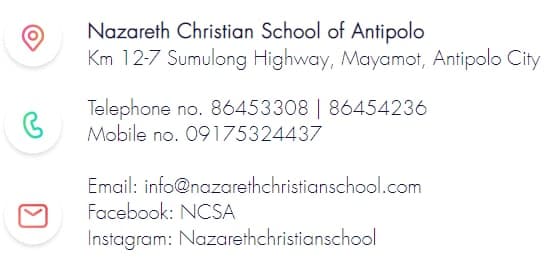 Nazareth Christian School of Antipolo
Km 12-7 Sumulong Highway, Mayamot, Antipolo City
Telephone no. 86453308 | 86454236
Mobile no. 09175324437
Email: info@nazarethchristianschool.com
Facebook: NCSA
Instagram: Nazarethchristianschool